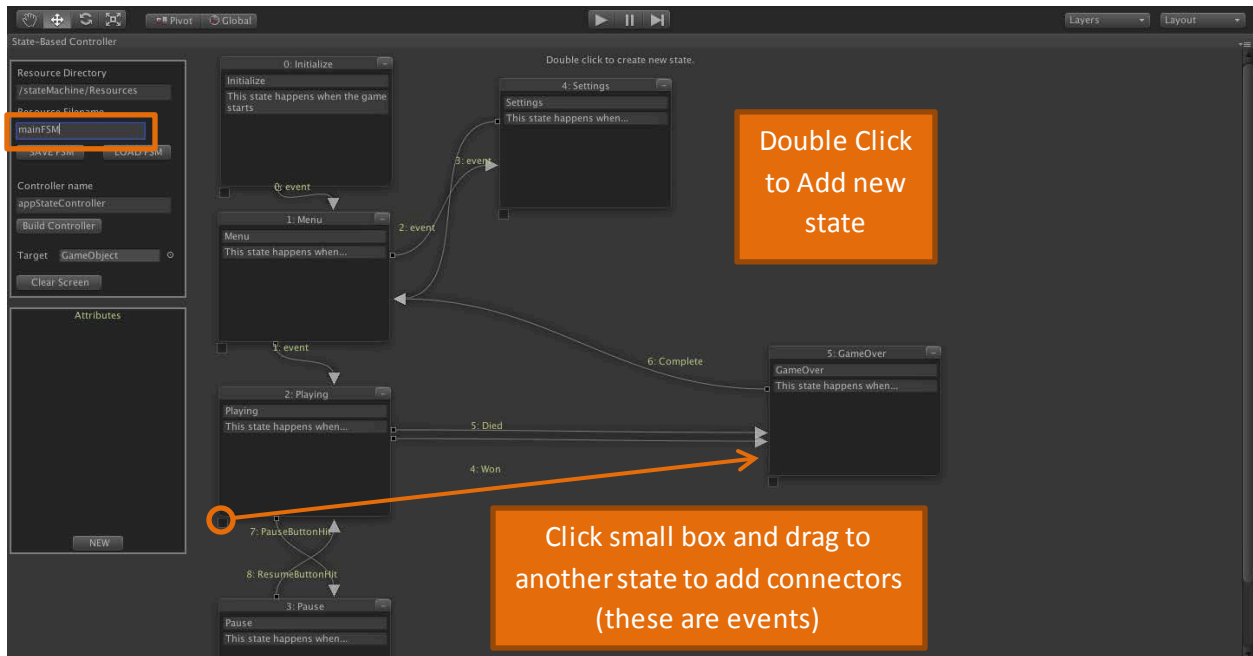 Pivot
Global
Layers
Layout
State-Based Controller
Resource Directory
/stateMachine/Resources
Resource Filename
mainFSM
SAVE FSM
LOAD FSM
Controller name
appStateController
Build Controller
Target
GameObject
Clear Screen
Attributes
NEW
Double click to create new state.
0: Initialize
Initialize
This state happens when the game
starts
0: event
1: Menu
Menu
This state happens when...
1: event
2: event
3: event
4: Settings
Settings
This state happens when...
2: Playing
Playing
This state happens when...
5: Died
4: Won
6: Complete
5: GameOver
GameOver
This state happens when...
7: PauseButtonHit
8: ResumeButtonHit
3: Pause
Pause
This state happens when...
Double Click
to Add new
state
Click small box and drag to
another state to add connectors
(these are events)